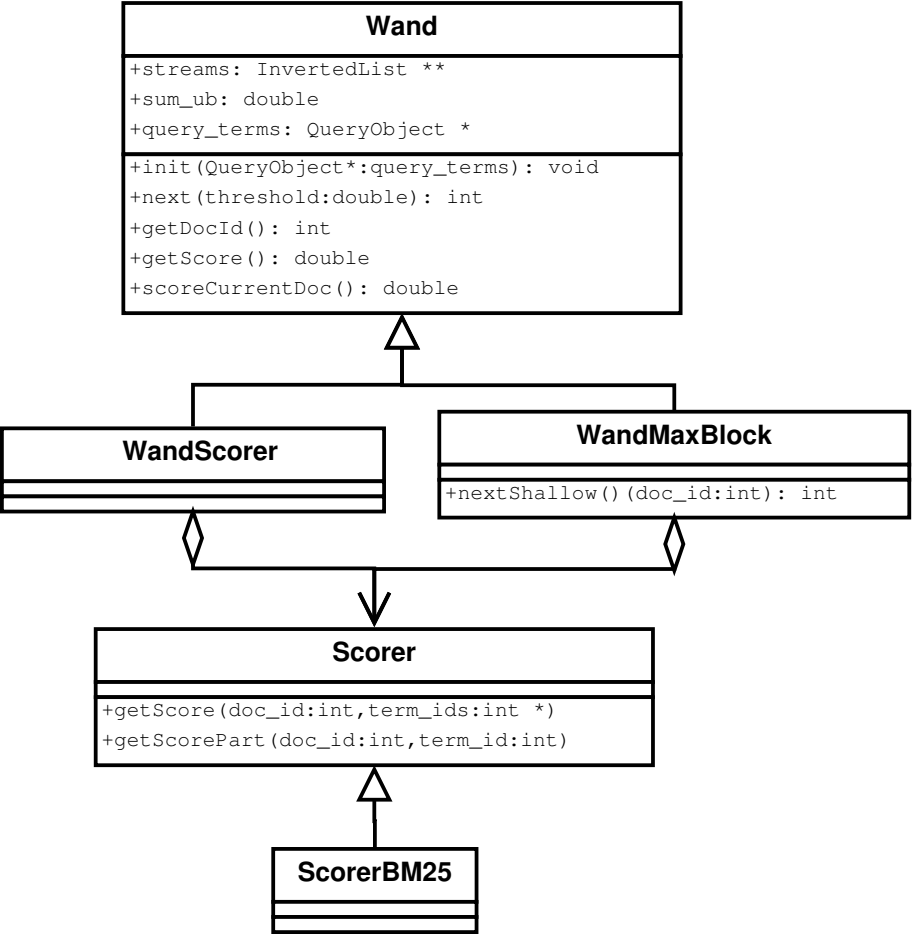 Wand
+streams: InvertedList **
+sum_ub: double
+query_terms: QueryObject *
+init(QueryObject*:query_terms): void
+next(threshold:double): int
+getDocId(): int
+getScore(): double
+scoreCurrentDoc(): double
WandScorer
WandMaxBlock
+nextShallow()(doc_id:int): int
Scorer
+getScore(doc_id:int,term_ids:int *)
+getScorePart(doc_id:int,term_id:int)
ScorerBM25